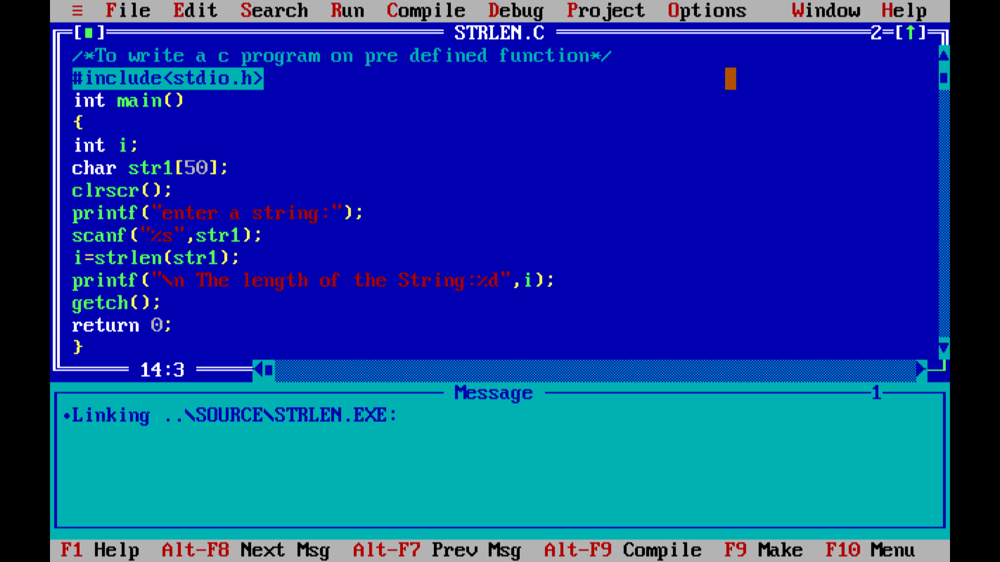 ≡ File Edit Search Run Compile Debug Project Options Window Help
[■] STRLEN.C 2=[↑]
/*To write a c program on pre defined function*/
#include<stdio.h>
int main()
{
int i;
char str1[50];
clrscr();
printf("enter a string:");
scanf("%s",str1);
i=strlen(str1);
printf("\n The length of the String:%d",i);
getch();
return 0;
}
14:3
Message 1
•Linking ..\SOURCE\STRLEN.EXE:
F1 Help Alt-F8 Next Msg Alt-F7 Prev Msg Alt-F9 Compile F9 Make F10 Menu